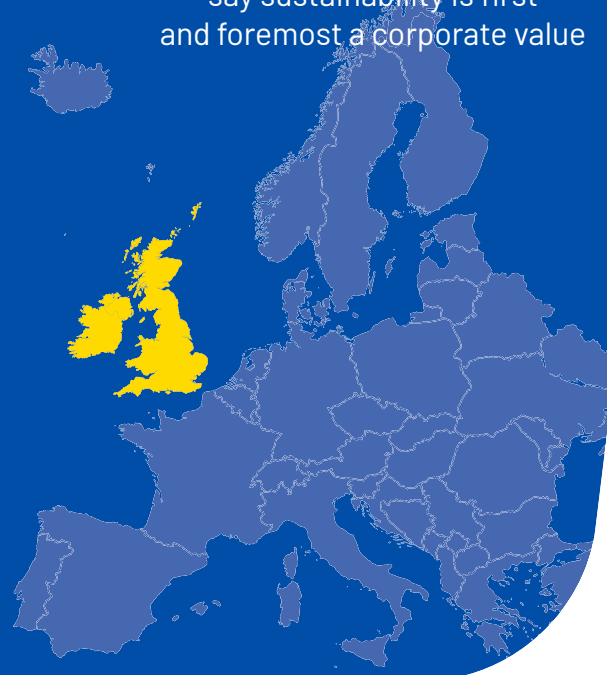 say sustainability is first
and foremost a corporate value